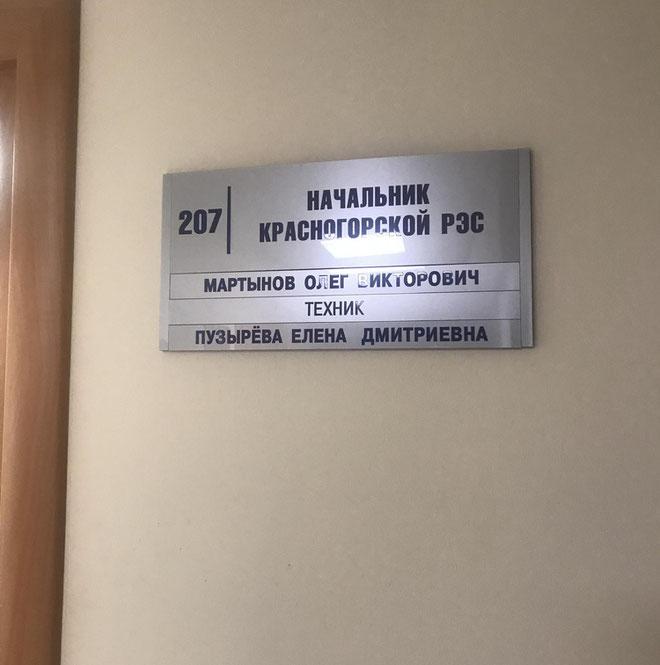 207
НАЧАЛЬНИК
КРАСНОГОРСКОЙ РЭС
МАРТЫНОВ ОЛЕГ ВИКТОРОВИЧ
ТЕХНИК
ПУЗЫРЁВА ЕЛЕНА ДМИТРИЕВНА